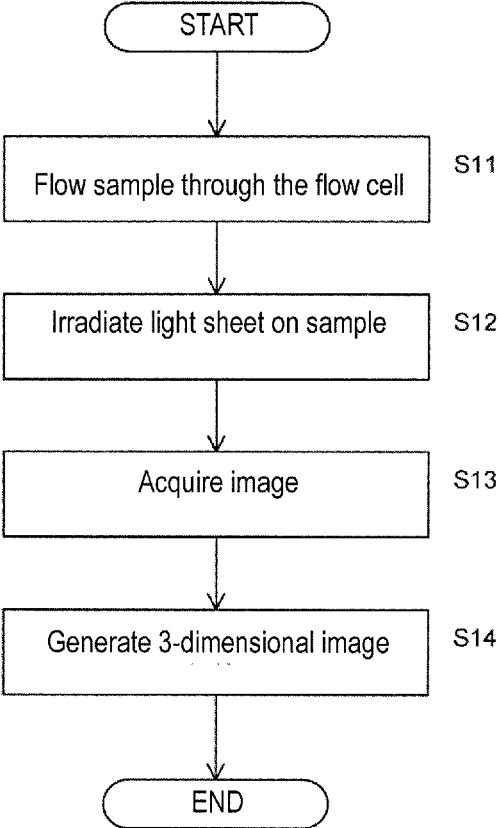 START
Flow sample through the flow cell
S11
Irradiate light sheet on sample
S12
Acquire image
S13
Generate 3-dimensional image
S14
END